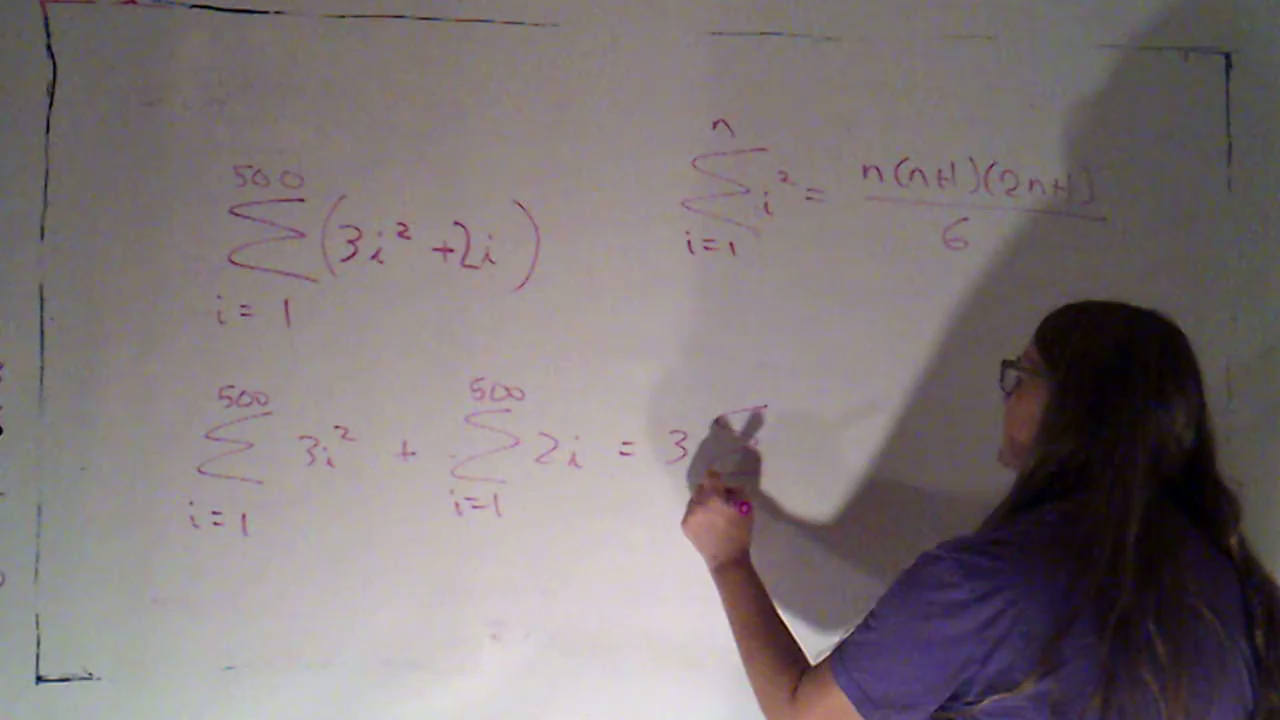 500
∑ (3i² + 2i)
i = 1
n
∑ i² = n(n+1)(2n+1)
6
i=1
500 500
∑ 3i² + ∑ 2i = 3
i = 1 i=1